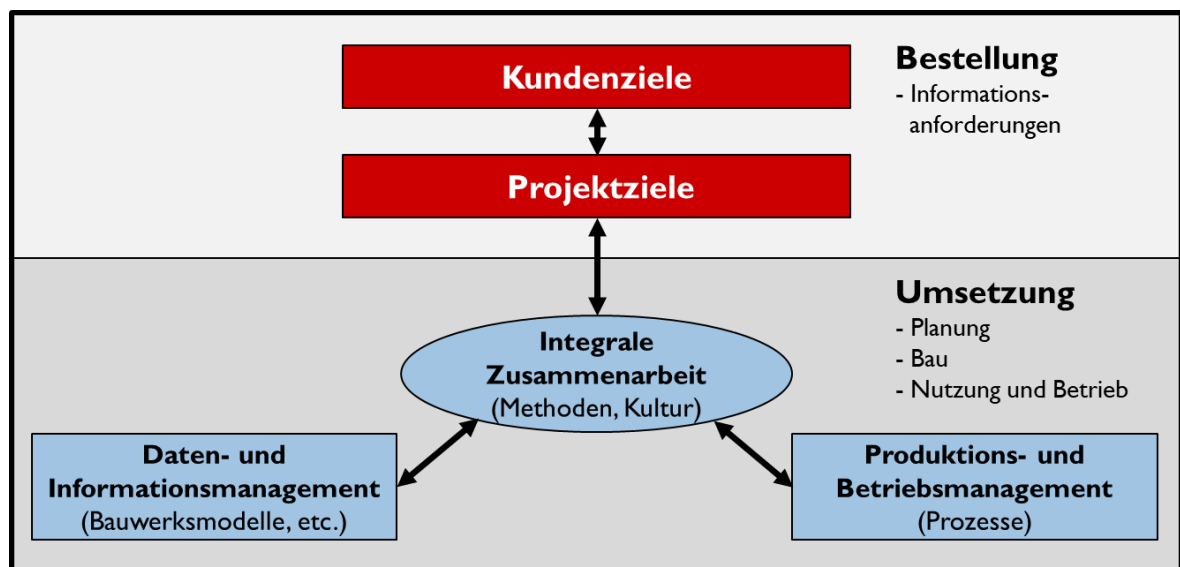 Kundenziele
Bestellung
- Informations-
anforderungen
Projektziele
Umsetzung
- Planung
- Bau
- Nutzung und Betrieb
Integrale
Zusammenarbeit
(Methoden, Kultur)
Daten- und
Informationsmanagement
(Bauwerksmodelle, etc.)
Produktions- und
Betriebsmanagement
(Prozesse)